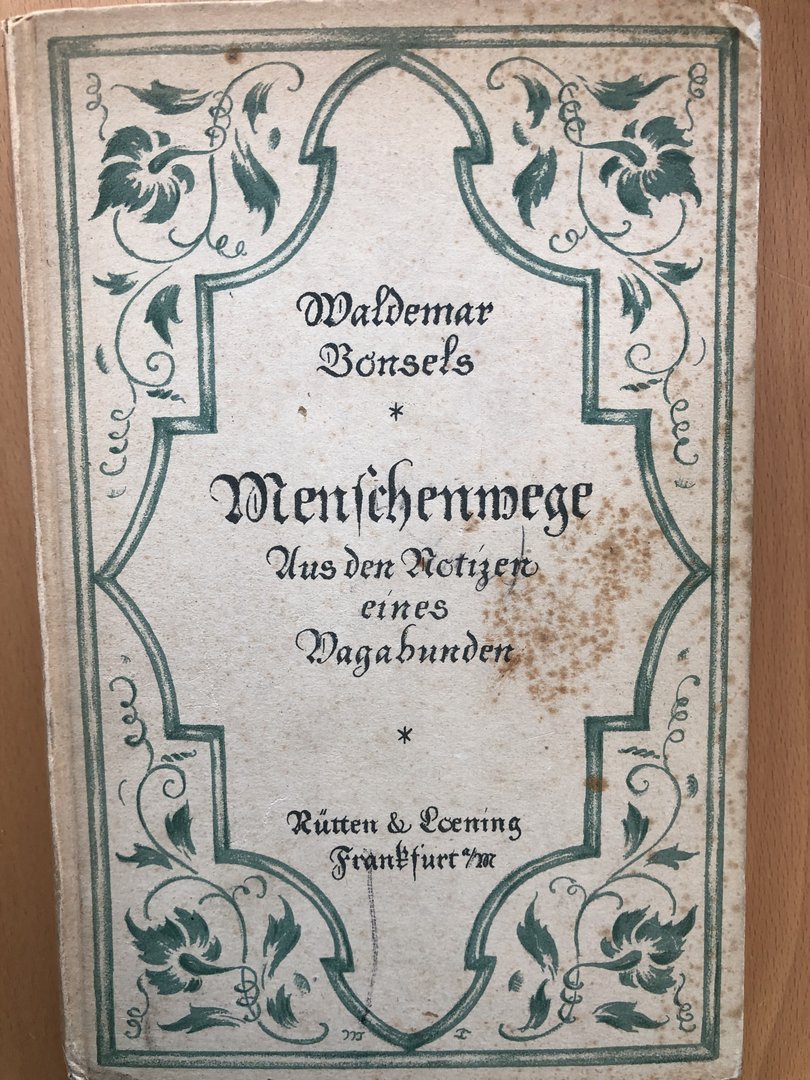 Waldemar
Bonsels
*
Menſchenwege
Aus den Notizen
eines
Vagabunden
*
Rütten & Loening
Frankfurt a/M